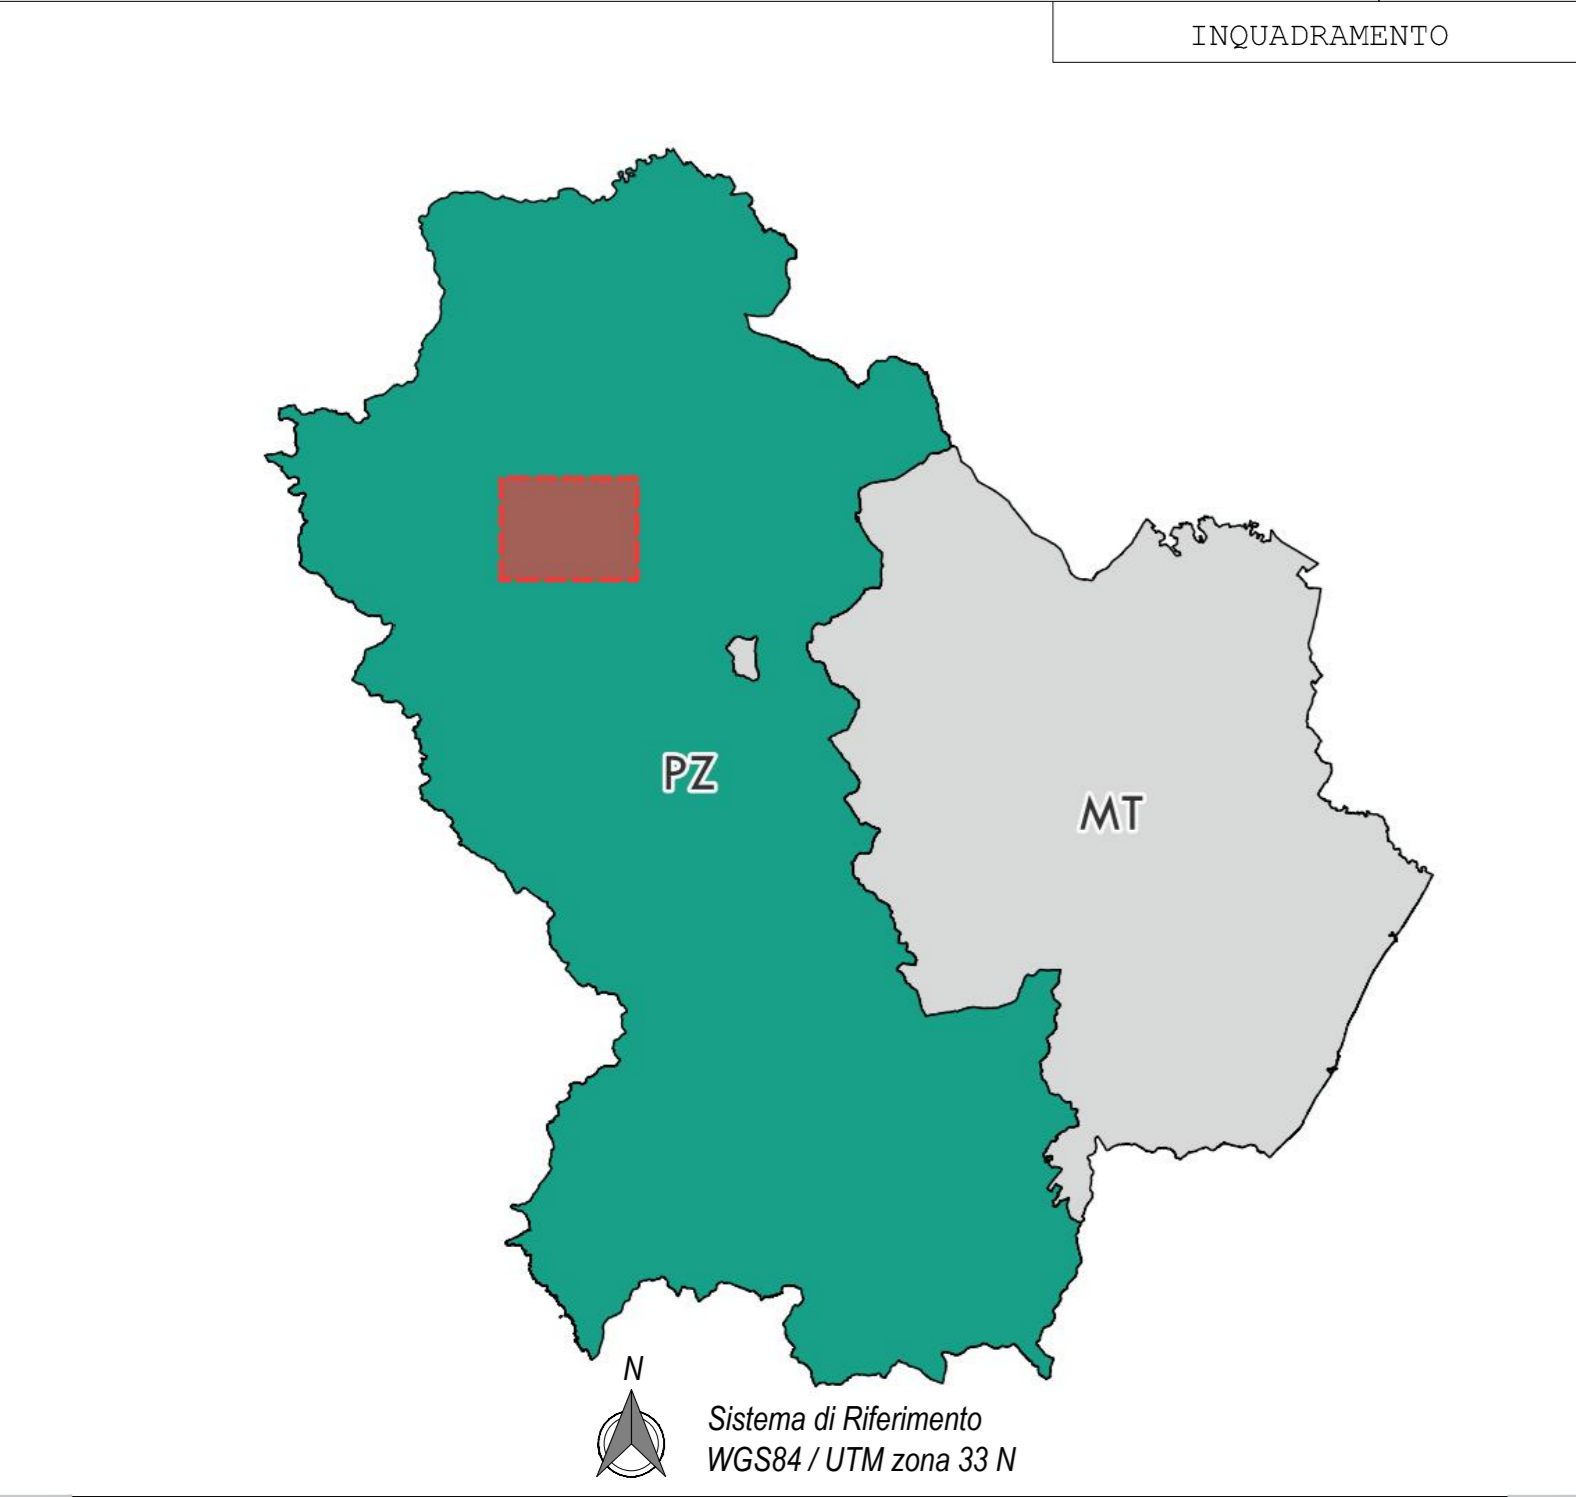 INQUADRAMENTO
PZ
MT
N
Sistema di Riferimento
WGS84 / UTM zona 33 N